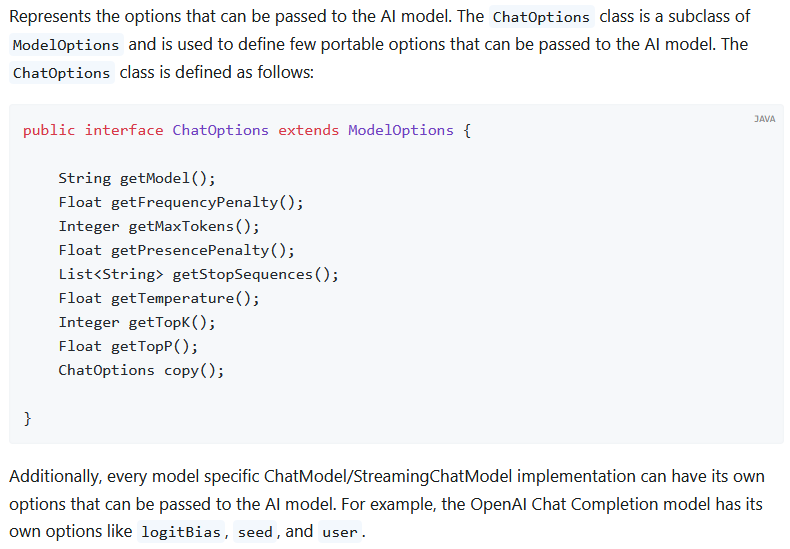 Represents the options that can be passed to the AI model. The ChatOptions class is a subclass of
ModelOptions and is used to define few portable options that can be passed to the AI model. The
ChatOptions class is defined as follows:
JAVA
public interface ChatOptions extends ModelOptions {
    String getModel();
    Float getFrequencyPenalty();
    Integer getMaxTokens();
    Float getPresencePenalty();
    List<String> getStopSequences();
    Float getTemperature();
    Integer getTopK();
    Float getTopP();
    ChatOptions copy();
}
Additionally, every model specific ChatModel/StreamingChatModel implementation can have its own
options that can be passed to the AI model. For example, the OpenAI Chat Completion model has its
own options like logitBias, seed, and user.